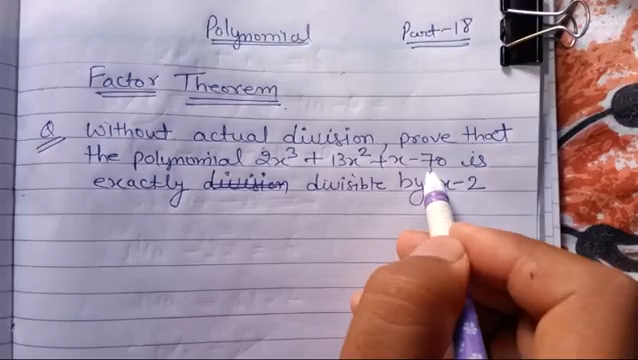 Polynomial Part-18
Factor Theorem
Q Without actual division, prove that
the polynomial 2x³ + 13x² + x - 70 is
exactly division divisible by x-2